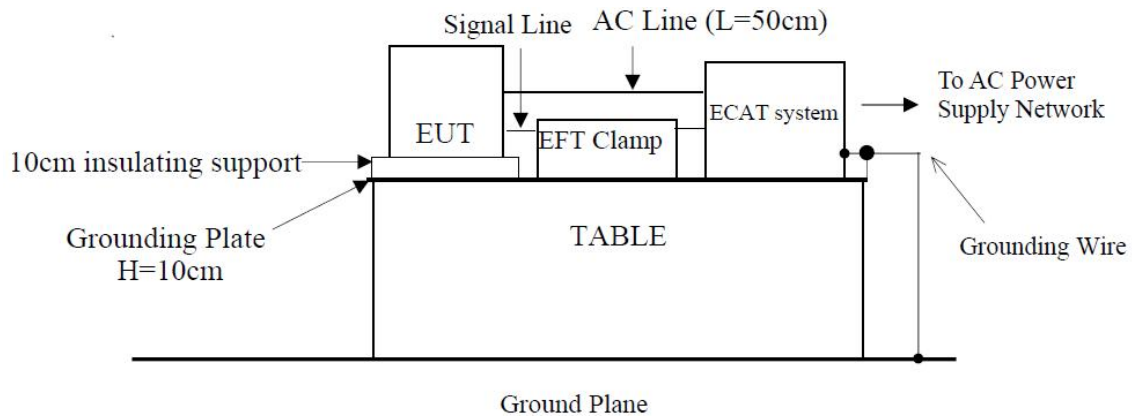 Signal Line
AC Line (L=50cm)
To AC Power
Supply Network
ECAT system
EUT
EFT Clamp
10cm insulating support
Grounding Plate
H=10cm
TABLE
Grounding Wire
Ground Plane